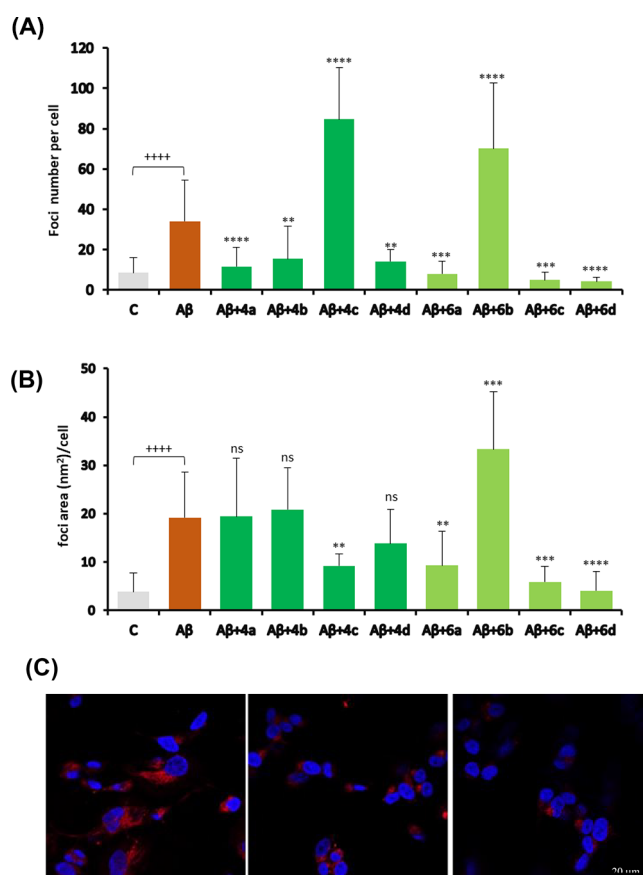 (A)
120
100
80
60
40
20
0
Foci number per cell
++++
****
**
****
**
***
****
***
****
C Aβ Aβ+4a Aβ+4b Aβ+4c Aβ+4d Aβ+6a Aβ+6b Aβ+6c Aβ+6d
(B)
50
40
30
20
10
0
foci area (nm²)/cell
++++
ns
ns
**
ns
**
***
***
****
C Aβ Aβ+4a Aβ+4b Aβ+4c Aβ+4d Aβ+6a Aβ+6b Aβ+6c Aβ+6d
(C)
20 μm